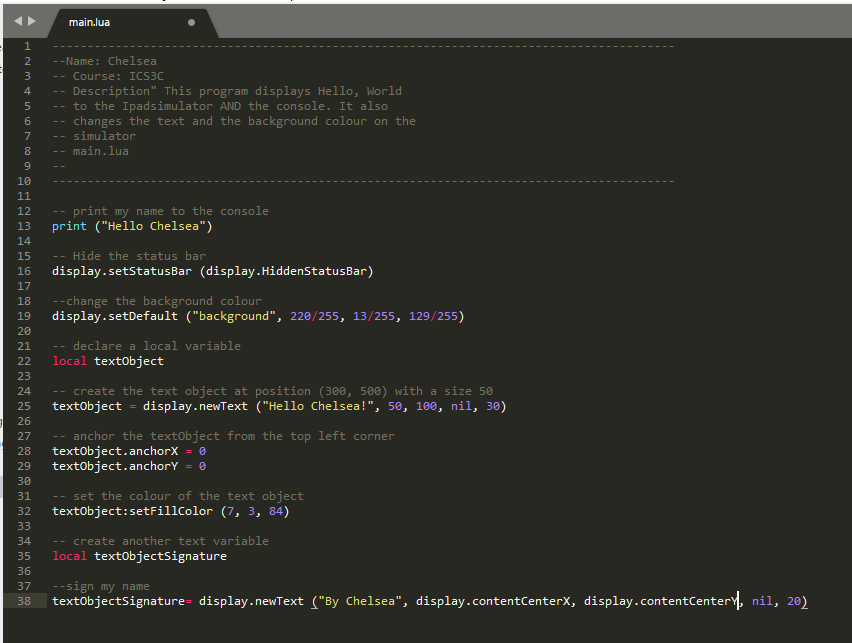 main.lua
1 -----------------------------------------------------------------------------------------
2 --Name: Chelsea
3 -- Course: ICS3C
4 -- Description" This program displays Hello, World
5 -- to the Ipadsimulator AND the console. It also
6 -- changes the text and the background colour on the
7 -- simulator
8 -- main.lua
9 --
10 -----------------------------------------------------------------------------------------
11
12 -- print my name to the console
13 print ("Hello Chelsea")
14
15 -- Hide the status bar
16 display.setStatusBar (display.HiddenStatusBar)
17
18 --change the background colour
19 display.setDefault ("background", 220/255, 13/255, 129/255)
20
21 -- declare a local variable
22 local textObject
23
24 -- create the text object at position (300, 500) with a size 50
25 textObject = display.newText ("Hello Chelsea!", 50, 100, nil, 30)
26
27 -- anchor the textObject from the top left corner
28 textObject.anchorX = 0
29 textObject.anchorY = 0
30
31 -- set the colour of the text object
32 textObject:setFillColor (7, 3, 84)
33
34 -- create another text variable
35 local textObjectSignature
36
37 --sign my name
38 textObjectSignature= display.newText ("By Chelsea", display.contentCenterX, display.contentCenterY, nil, 20)